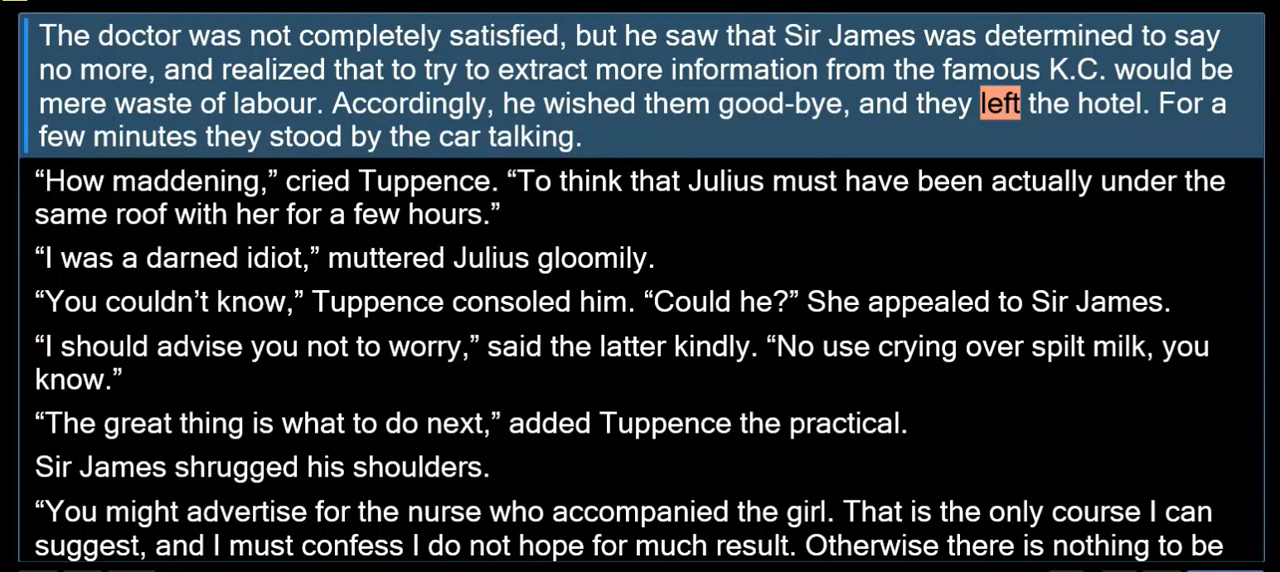 The doctor was not completely satisfied, but he saw that Sir James was determined to say
no more, and realized that to try to extract more information from the famous K.C. would be
mere waste of labour. Accordingly, he wished them good-bye, and they left the hotel. For a
few minutes they stood by the car talking.
“How maddening,” cried Tuppence. “To think that Julius must have been actually under the
same roof with her for a few hours.”
“I was a darned idiot,” muttered Julius gloomily.
“You couldn’t know,” Tuppence consoled him. “Could he?” She appealed to Sir James.
“I should advise you not to worry,” said the latter kindly. “No use crying over spilt milk, you
know.”
“The great thing is what to do next,” added Tuppence the practical.
Sir James shrugged his shoulders.
“You might advertise for the nurse who accompanied the girl. That is the only course I can
suggest, and I must confess I do not hope for much result. Otherwise there is nothing to be